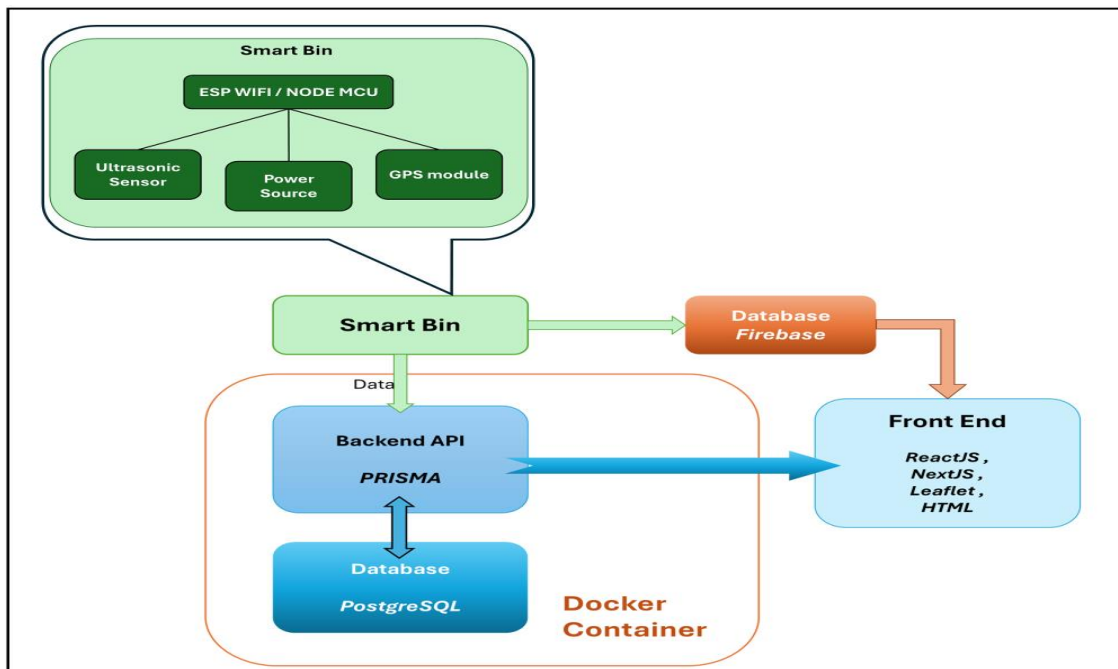 Smart Bin
ESP WIFI / NODE MCU
Ultrasonic
Sensor
Power
Source
GPS module
Smart Bin
Database
Firebase
Data
Backend API
PRISMA
Front End
ReactJS ,
NextJS ,
Leaflet ,
HTML
Database
PostgreSQL
Docker
Container